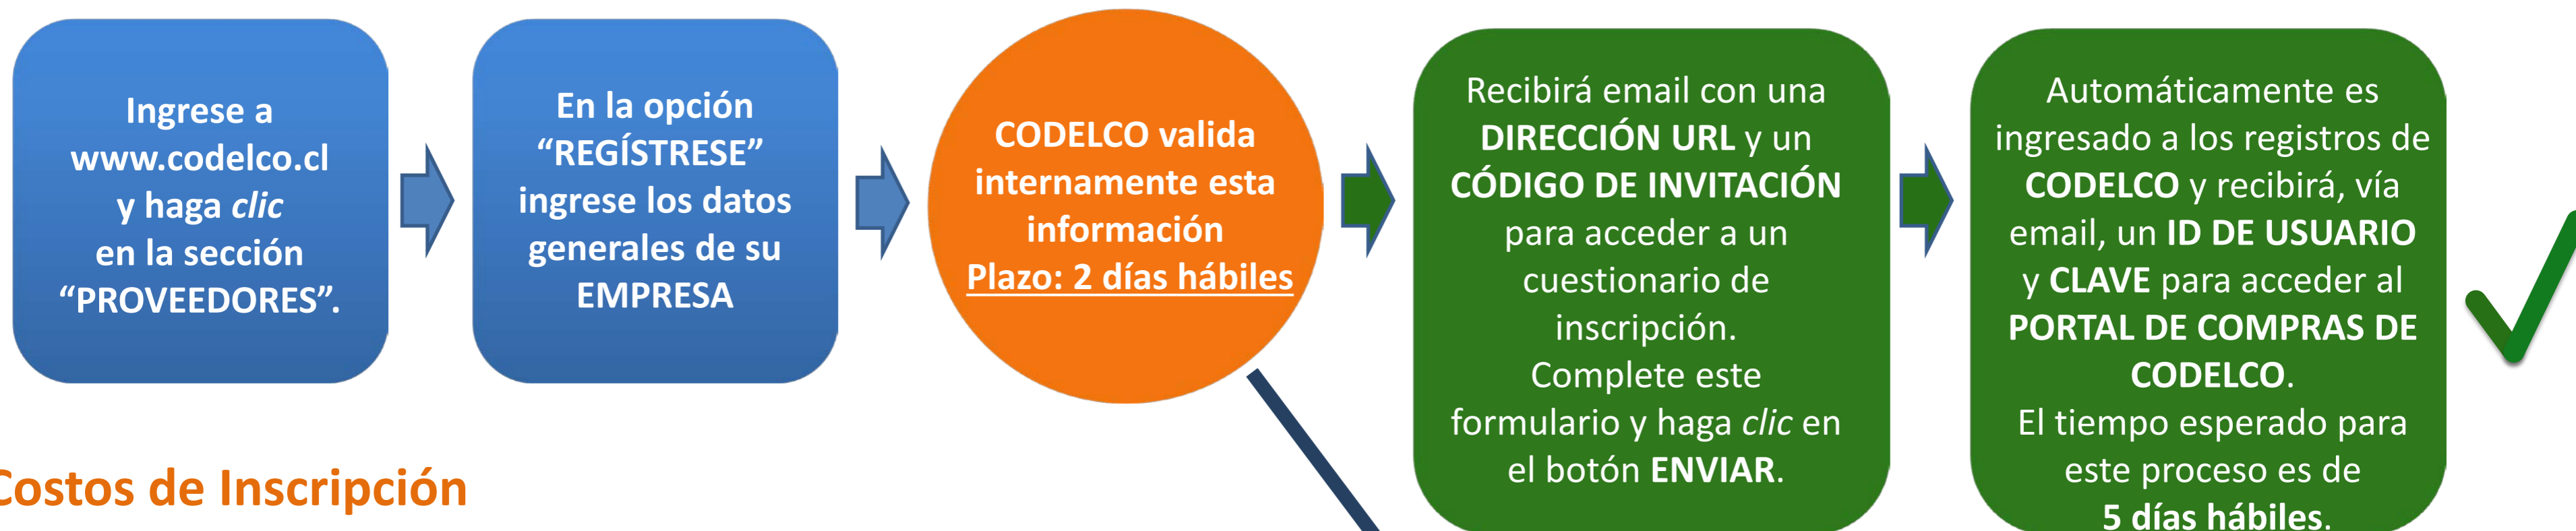 Ingrese a
www.codelco.cl
y haga clic
en la sección
“PROVEEDORES”.
En la opción
“REGÍSTRESE”
ingrese los datos
generales de su
EMPRESA
CODELCO valida
internamente esta
información
Plazo: 2 días hábiles
Recibirá email con una
DIRECCIÓN URL y un
CÓDIGO DE INVITACIÓN
para acceder a un
cuestionario de
inscripción.
Complete este
formulario y haga clic en
el botón ENVIAR.
Automáticamente es
ingresado a los registros de
CODELCO y recibirá, vía
email, un ID DE USUARIO
y CLAVE para acceder al
PORTAL DE COMPRAS DE
CODELCO.
El tiempo esperado para
este proceso es de
5 días hábiles.
Costos de Inscripción